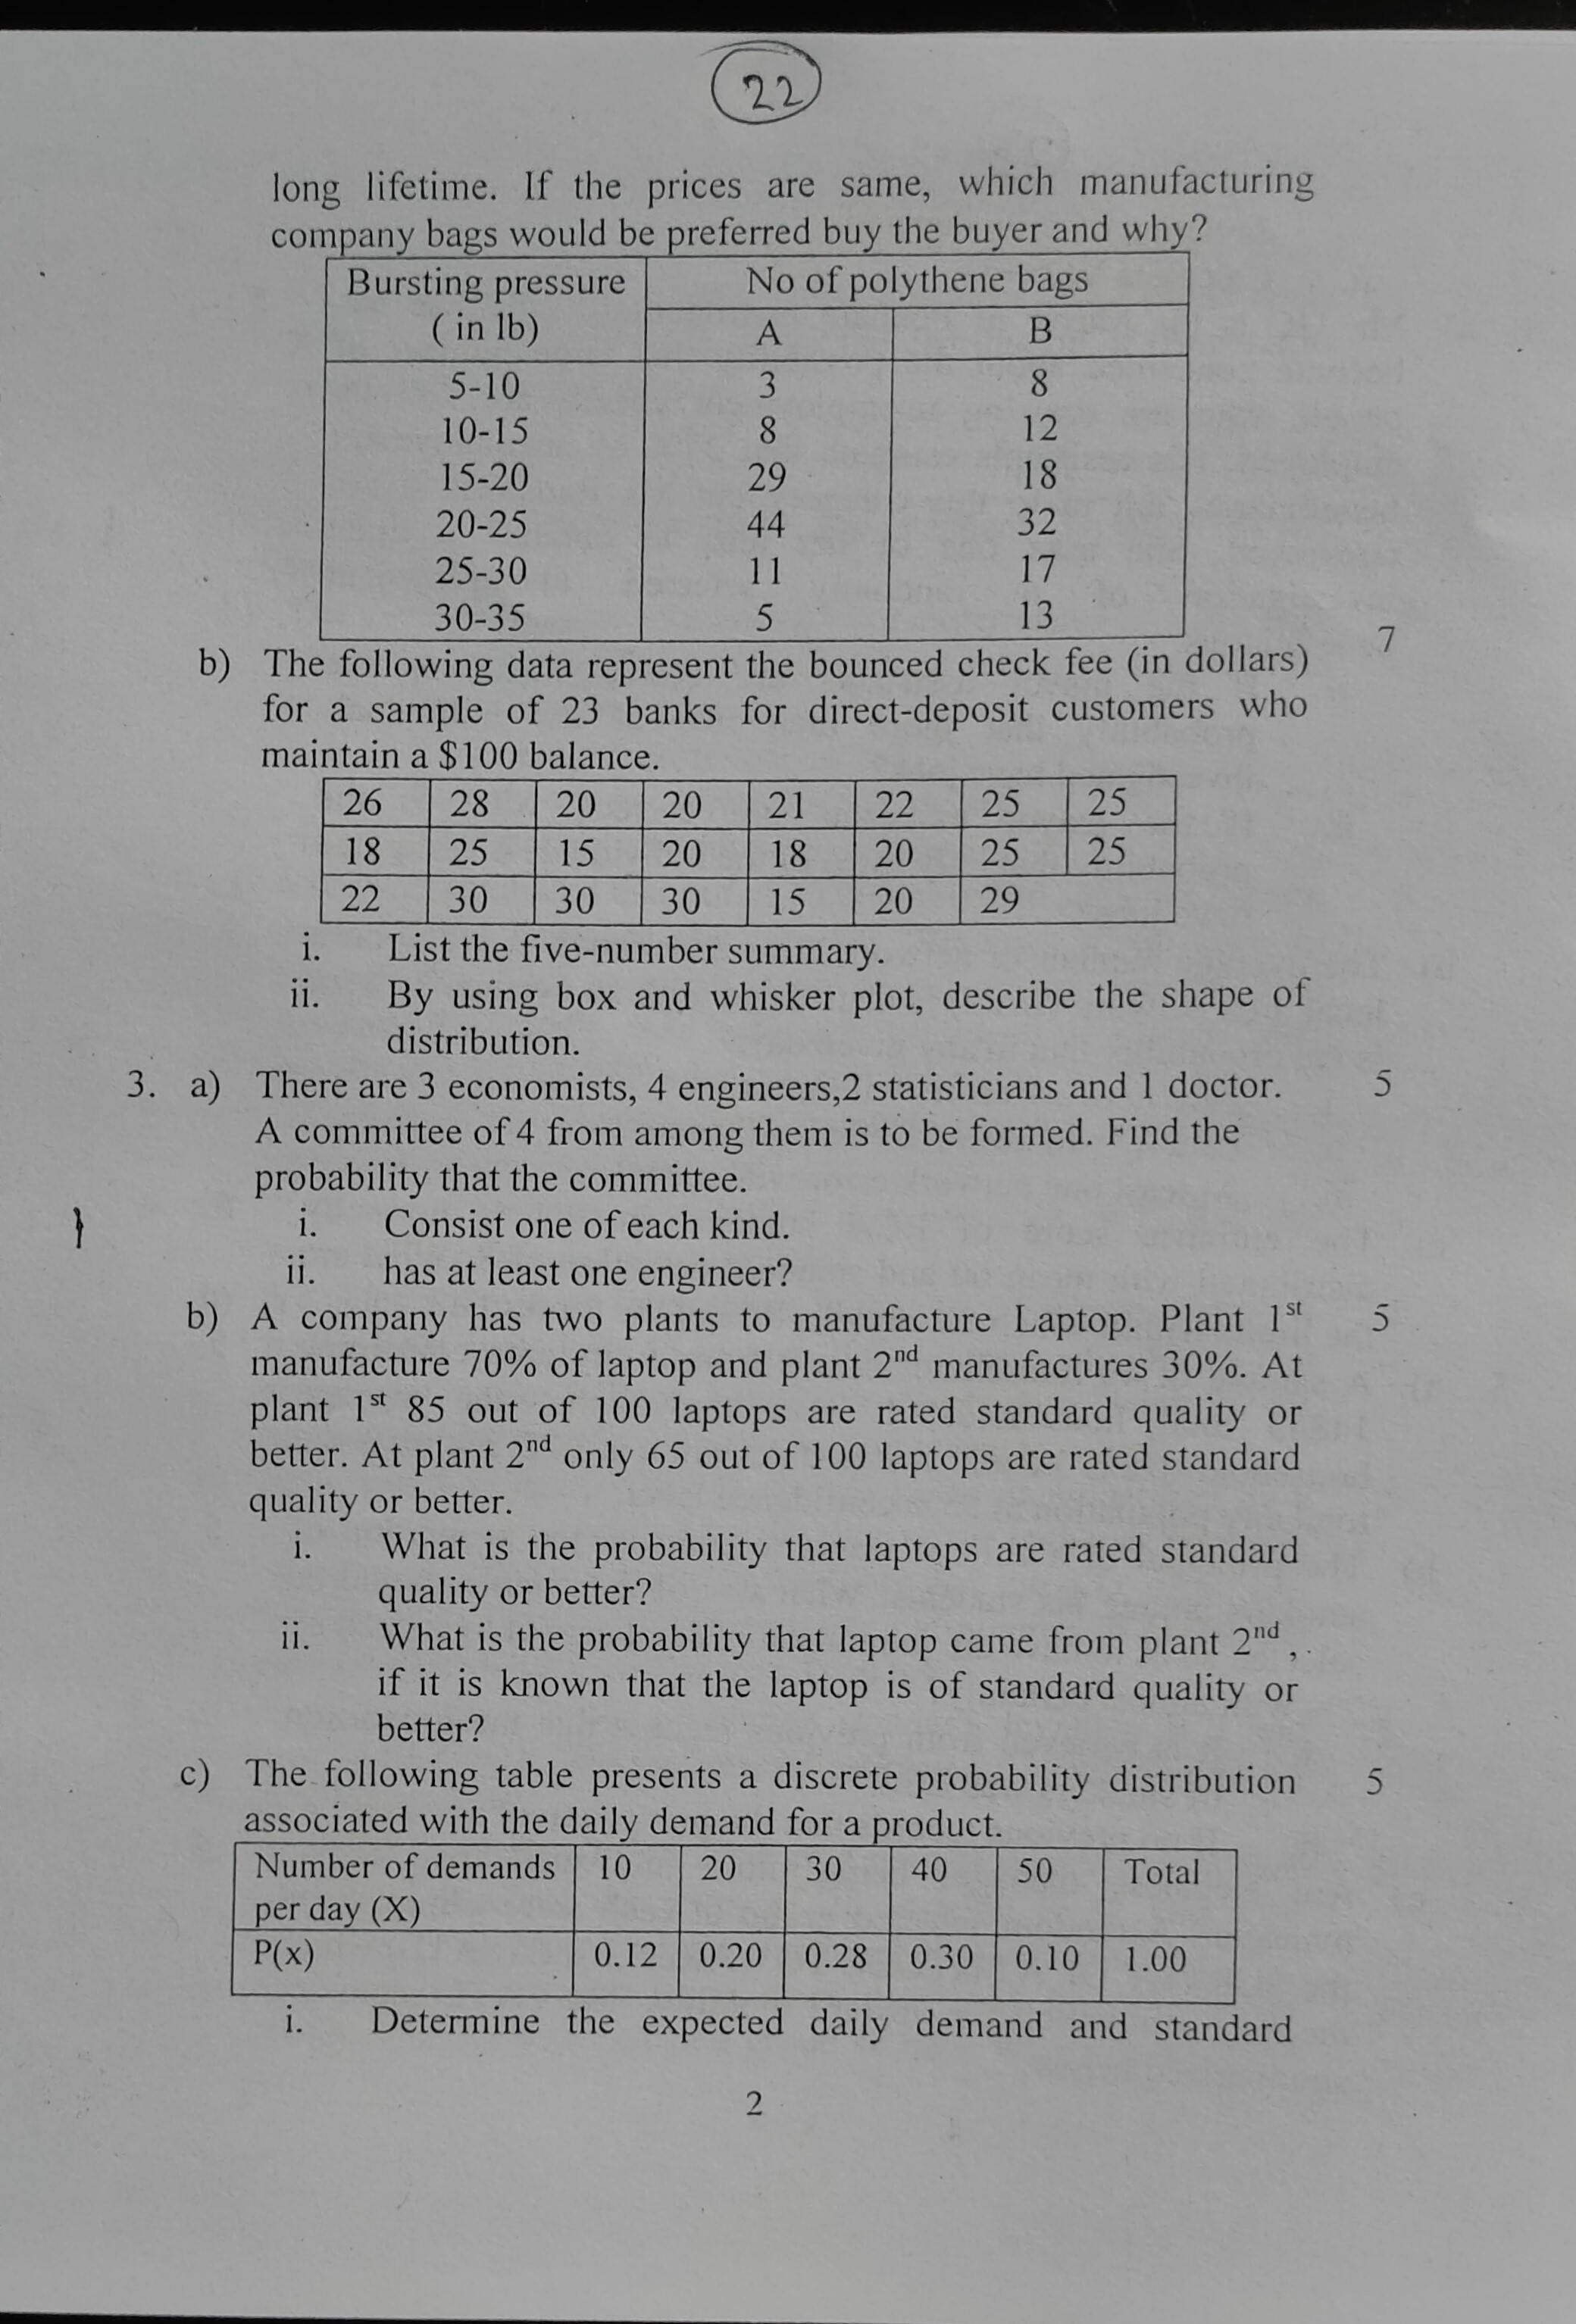 22
long lifetime. If the prices are same, which manufacturing
company bags would be preferred buy the buyer and why?
Bursting pressure No of polythene bags
( in lb) A B
5-10 3 8
10-15 8 12
15-20 29 18
20-25 44 32
25-30 11 17
30-35 5 13
7
b) The following data represent the bounced check fee (in dollars)
for a sample of 23 banks for direct-deposit customers who
maintain a $100 balance.
26 28 20 20 21 22 25 25
18 25 15 20 18 20 25 25
22 30 30 30 15 20 29
i. List the five-number summary.
ii. By using box and whisker plot, describe the shape of
distribution.
3. a) There are 3 economists, 4 engineers,2 statisticians and 1 doctor. 5
A committee of 4 from among them is to be formed. Find the
probability that the committee.
i. Consist one of each kind.
ii. has at least one engineer?
b) A company has two plants to manufacture Laptop. Plant 1st 5
manufacture 70% of laptop and plant 2nd manufactures 30%. At
plant 1st 85 out of 100 laptops are rated standard quality or
better. At plant 2nd only 65 out of 100 laptops are rated standard
quality or better.
i. What is the probability that laptops are rated standard
quality or better?
ii. What is the probability that laptop came from plant 2nd ,
if it is known that the laptop is of standard quality or
better?
c) The following table presents a discrete probability distribution 5
associated with the daily demand for a product.
Number of demands 10 20 30 40 50 Total
per day (X)
P(x) 0.12 0.20 0.28 0.30 0.10 1.00
i. Determine the expected daily demand and standard
2